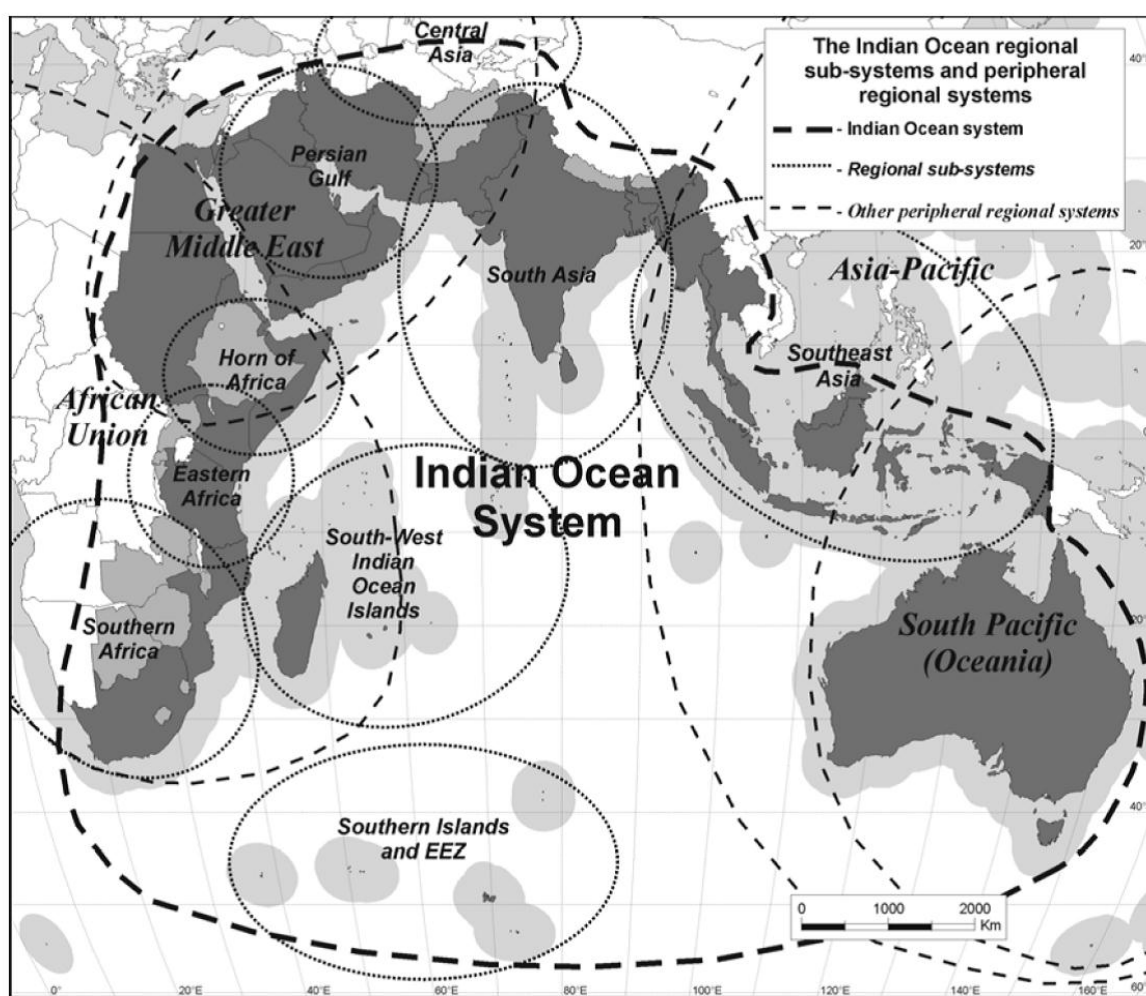 Central
Asia
The Indian Ocean regional
sub-systems and peripheral
regional systems
- Indian Ocean system
- Regional sub-systems
- Other peripheral regional systems
40°
Persian
Gulf
Greater
Middle East
South Asia
Asia-Pacific
20°
Horn of
Africa
Southeast
Asia
African
Union
0°
Eastern
Africa
Indian Ocean
System
South-West
Indian
Ocean
Islands
Southern
Africa
South Pacific
(Oceania)
20°
Southern Islands
and EEZ
40°
0 1000 2000
Km
0° 20°E 40°E 60°E 80°E 100°E 120°E 140°E 160°E